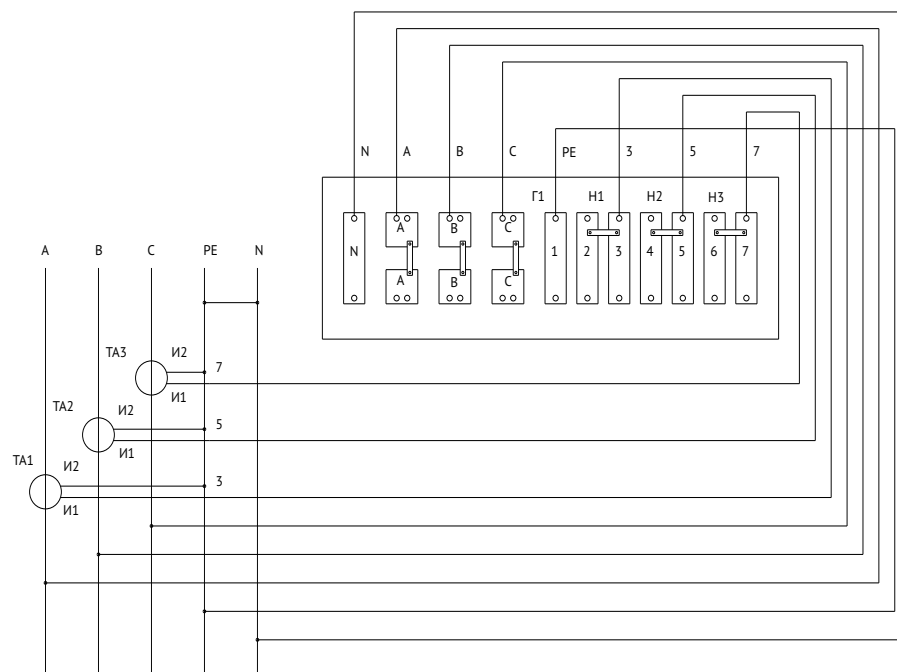 N A B C PE 3 5 7
Г1 H1 H2 H3
A B C
N 1 2 3 4 5 6 7
A B C
A B C PE N
TA3 И2 7
И1
TA2 И2 5
И1
TA1 И2 3
И1